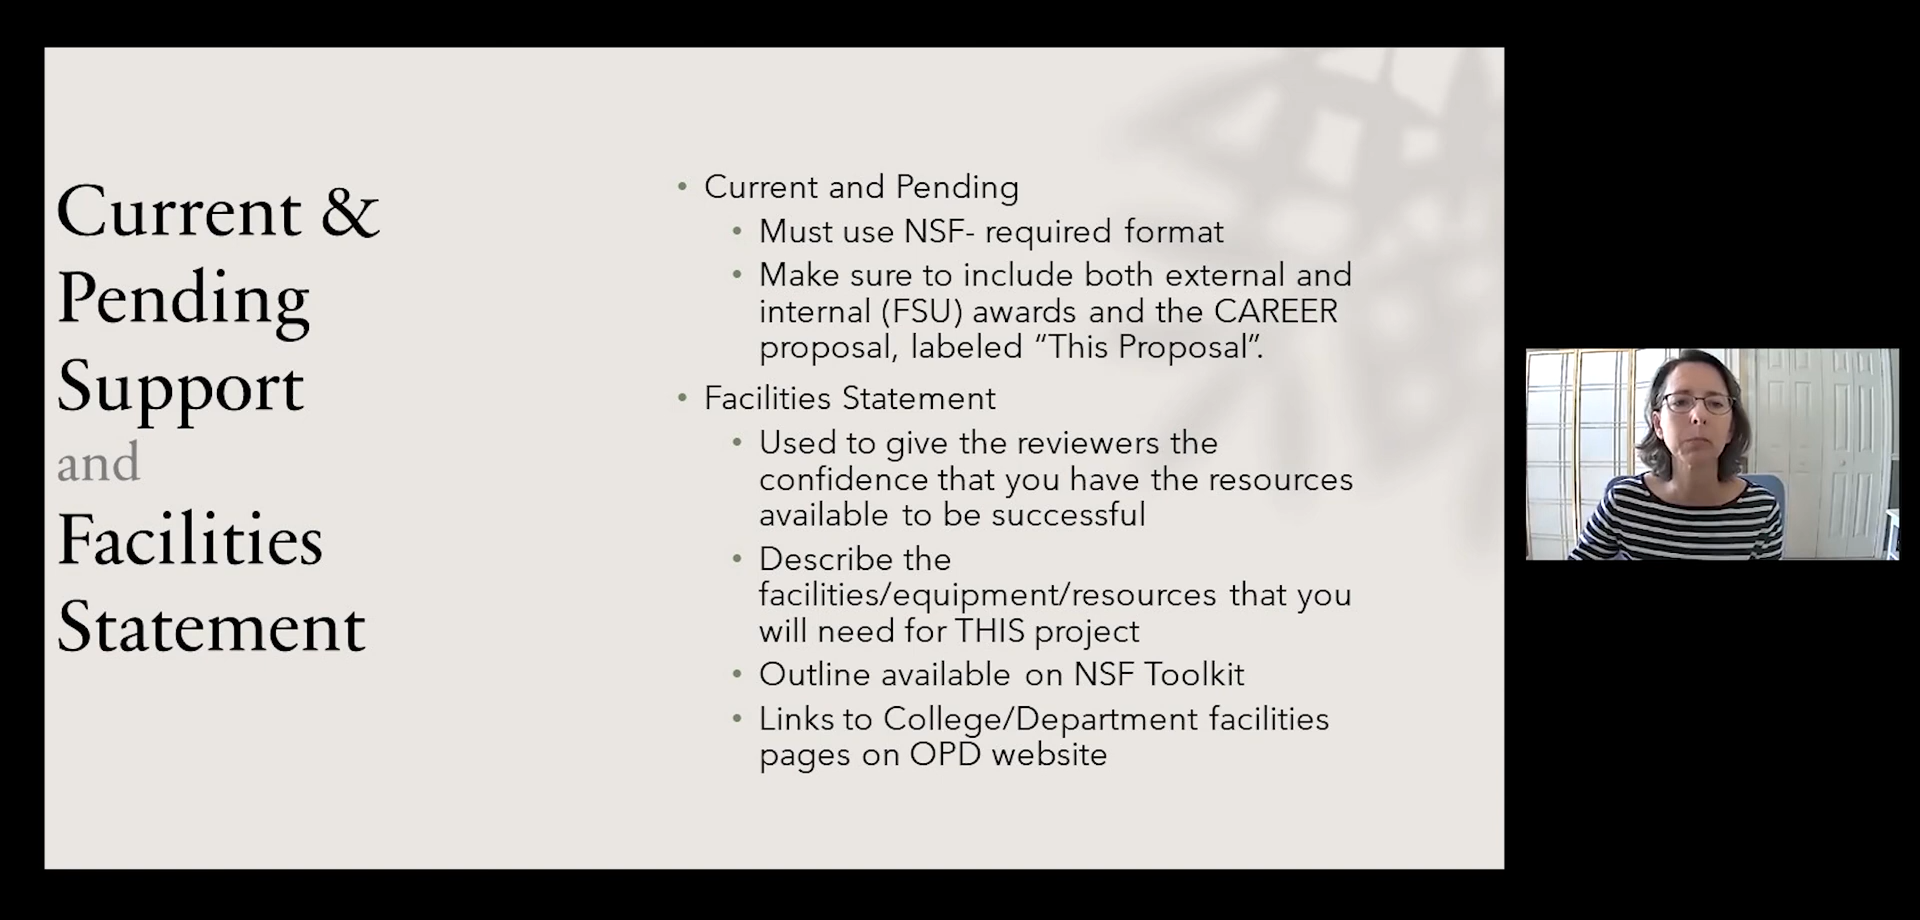 Current &
Pending
Support
and
Facilities
Statement
• Current and Pending
• Must use NSF- required format
• Make sure to include both external and
internal (FSU) awards and the CAREER
proposal, labeled “This Proposal”.
• Facilities Statement
• Used to give the reviewers the
confidence that you have the resources
available to be successful
• Describe the
facilities/equipment/resources that you
will need for THIS project
• Outline available on NSF Toolkit
• Links to College/Department facilities
pages on OPD website